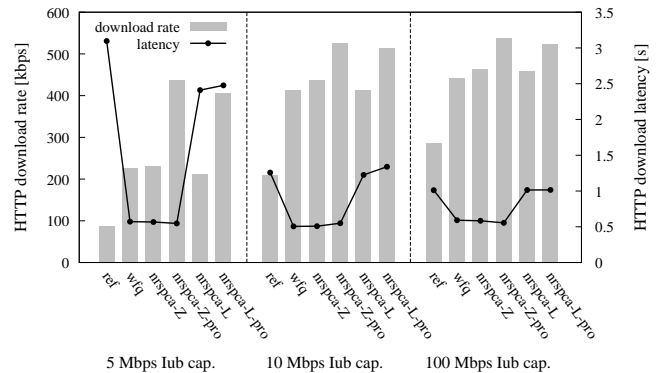 HTTP download rate [kbps]
600
500
400
300
200
100
0
download rate
latency
3.5
3
2.5
2
1.5
1
0.5
0
HTTP download latency [s]
ref
wfq
nrspca-Z
nrspca-Z-pro
nrspca-L
nrspca-L-pro
ref
wfq
nrspca-Z
nrspca-Z-pro
nrspca-L
nrspca-L-pro
ref
wfq
nrspca-Z
nrspca-Z-pro
nrspca-L
nrspca-L-pro
5 Mbps Iub cap.
10 Mbps Iub cap.
100 Mbps Iub cap.